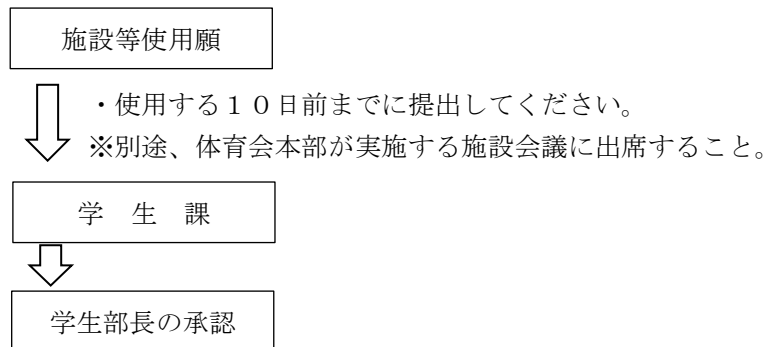 施設等使用願
・使用する１０日前までに提出してください。
※別途、体育会本部が実施する施設会議に出席すること。
学　生　課
学生部長の承認